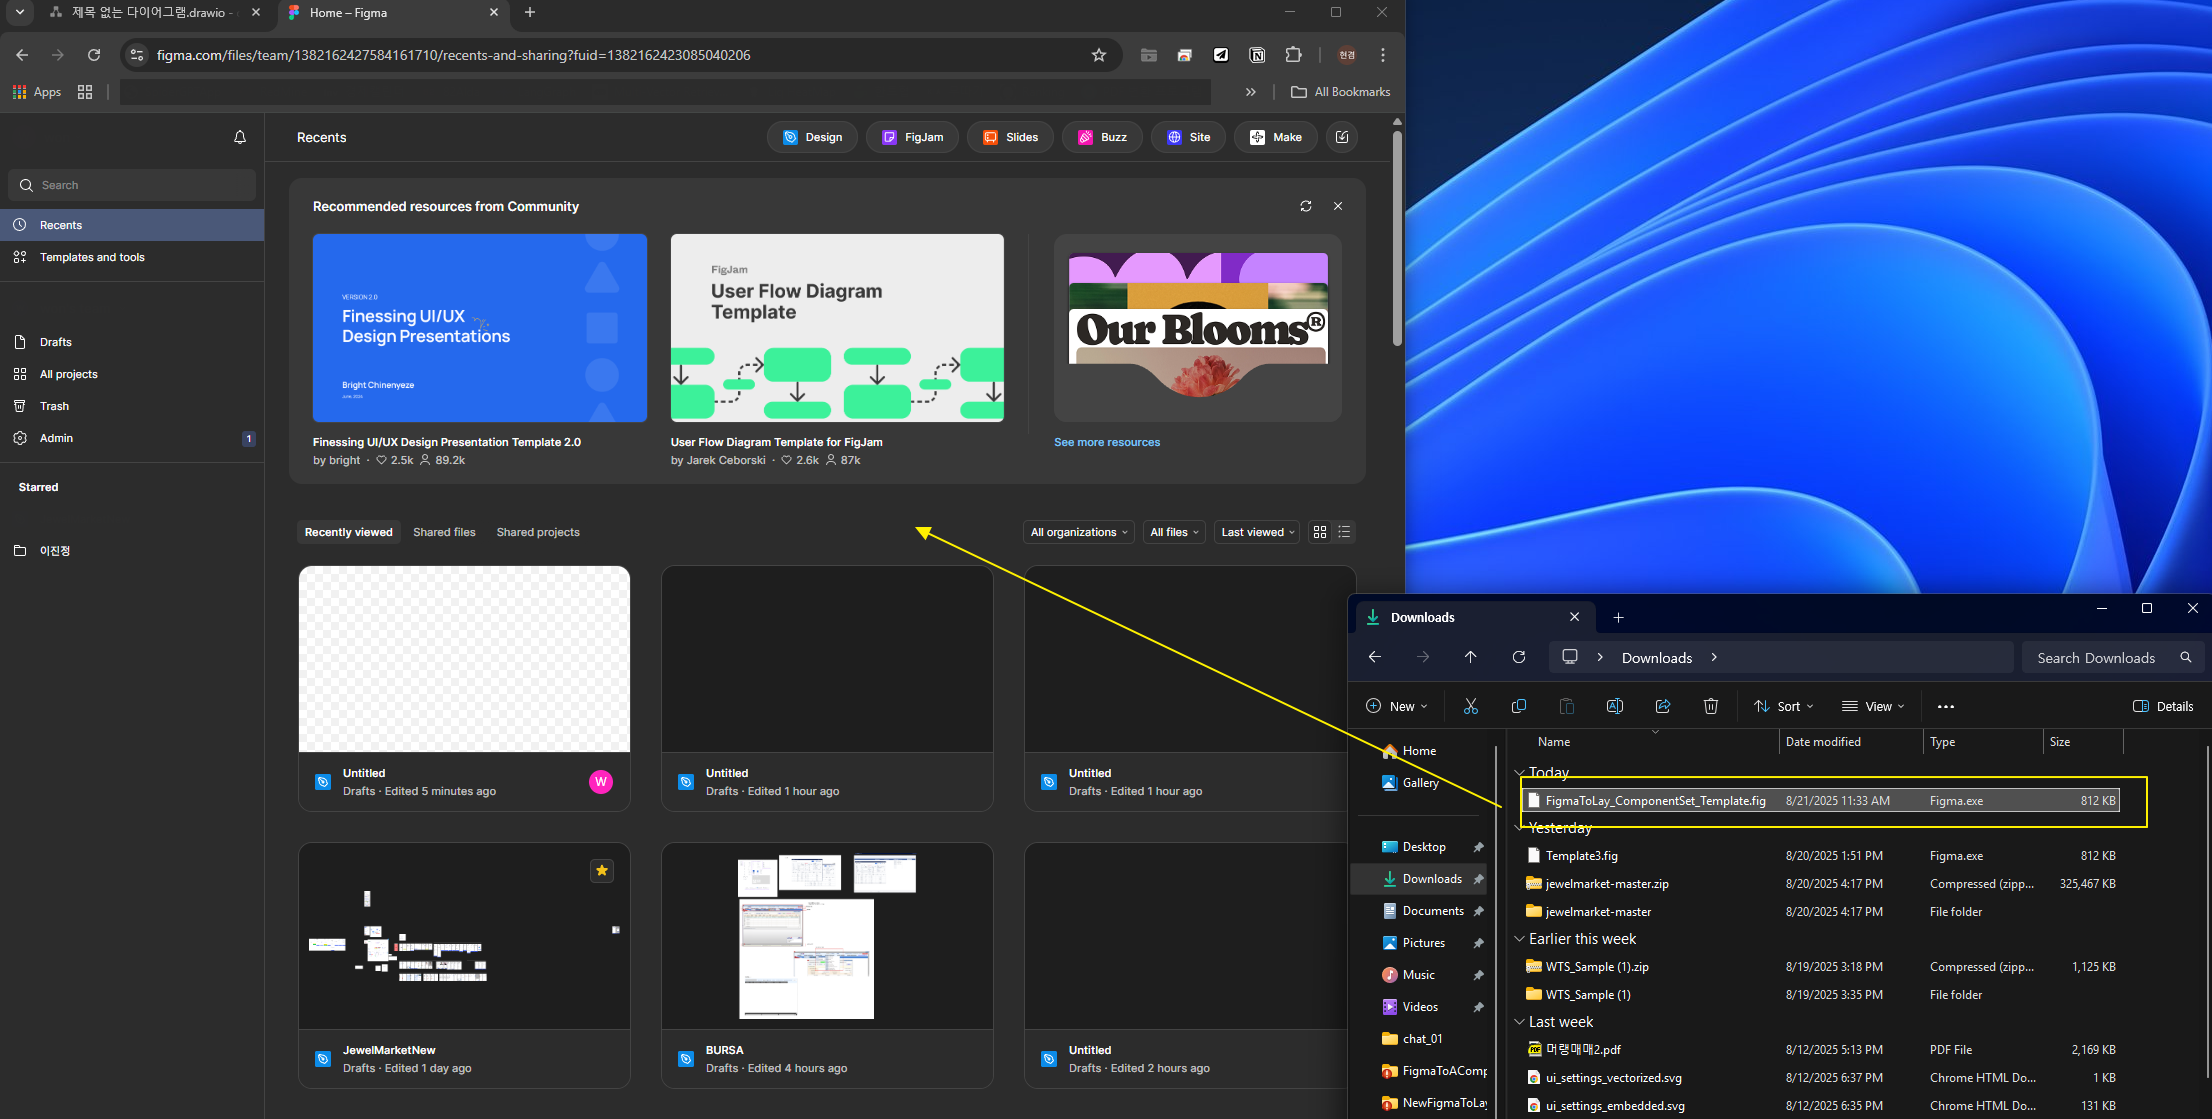 제목 없는 다이어그램.drawio -
Home – Figma
figma.com/files/team/1382162427584161710/recents-and-sharing?fuid=1382162423085040206
현겸
Apps
All Bookmarks
Recents
Design
FigJam
Slides
Buzz
Site
Make
Search
Recents
Templates and tools
Drafts
All projects
Trash
Admin
1
Starred
이진정
Recommended resources from Community
VERSION 2.0
Finessing UI/UX
Design Presentations
Bright Chinenyeze
June, 2024
FigJam
User Flow Diagram
Template
Our Blooms®
Finessing UI/UX Design Presentation Template 2.0
by bright · 2.5k 89.2k
User Flow Diagram Template for FigJam
by Jarek Ceborski · 2.6k 87k
See more resources
Recently viewed
Shared files
Shared projects
All organizations
All files
Last viewed
Untitled
Drafts · Edited 5 minutes ago
W
Untitled
Drafts · Edited 1 hour ago
Untitled
Drafts · Edited 1 hour ago
JewelMarketNew
Drafts · Edited 1 day ago
BURSA
Drafts · Edited 4 hours ago
Untitled
Drafts · Edited 2 hours ago
Downloads
Downloads
Search Downloads
New
Sort
View
Details
Home
Gallery
Desktop
Downloads
Documents
Pictures
Music
Videos
chat_01
FigmaToAComp
NewFigmaToLay
Name Date modified Type Size
Today
FigmaToLay_ComponentSet_Template.fig 8/21/2025 11:33 AM Figma.exe 812 KB
Yesterday
Template3.fig 8/20/2025 1:51 PM Figma.exe 812 KB
jewelmarket-master.zip 8/20/2025 4:17 PM Compressed (zipp... 325,467 KB
jewelmarket-master 8/20/2025 4:17 PM File folder
Earlier this week
WTS_Sample (1).zip 8/19/2025 3:18 PM Compressed (zipp... 1,125 KB
WTS_Sample (1) 8/19/2025 3:35 PM File folder
Last week
PDF
머랭매매2.pdf 8/12/2025 5:13 PM PDF File 2,169 KB
ui_settings_vectorized.svg 8/12/2025 6:37 PM Chrome HTML Do... 1 KB
ui_settings_embedded.svg 8/12/2025 6:35 PM Chrome HTML Do... 131 KB